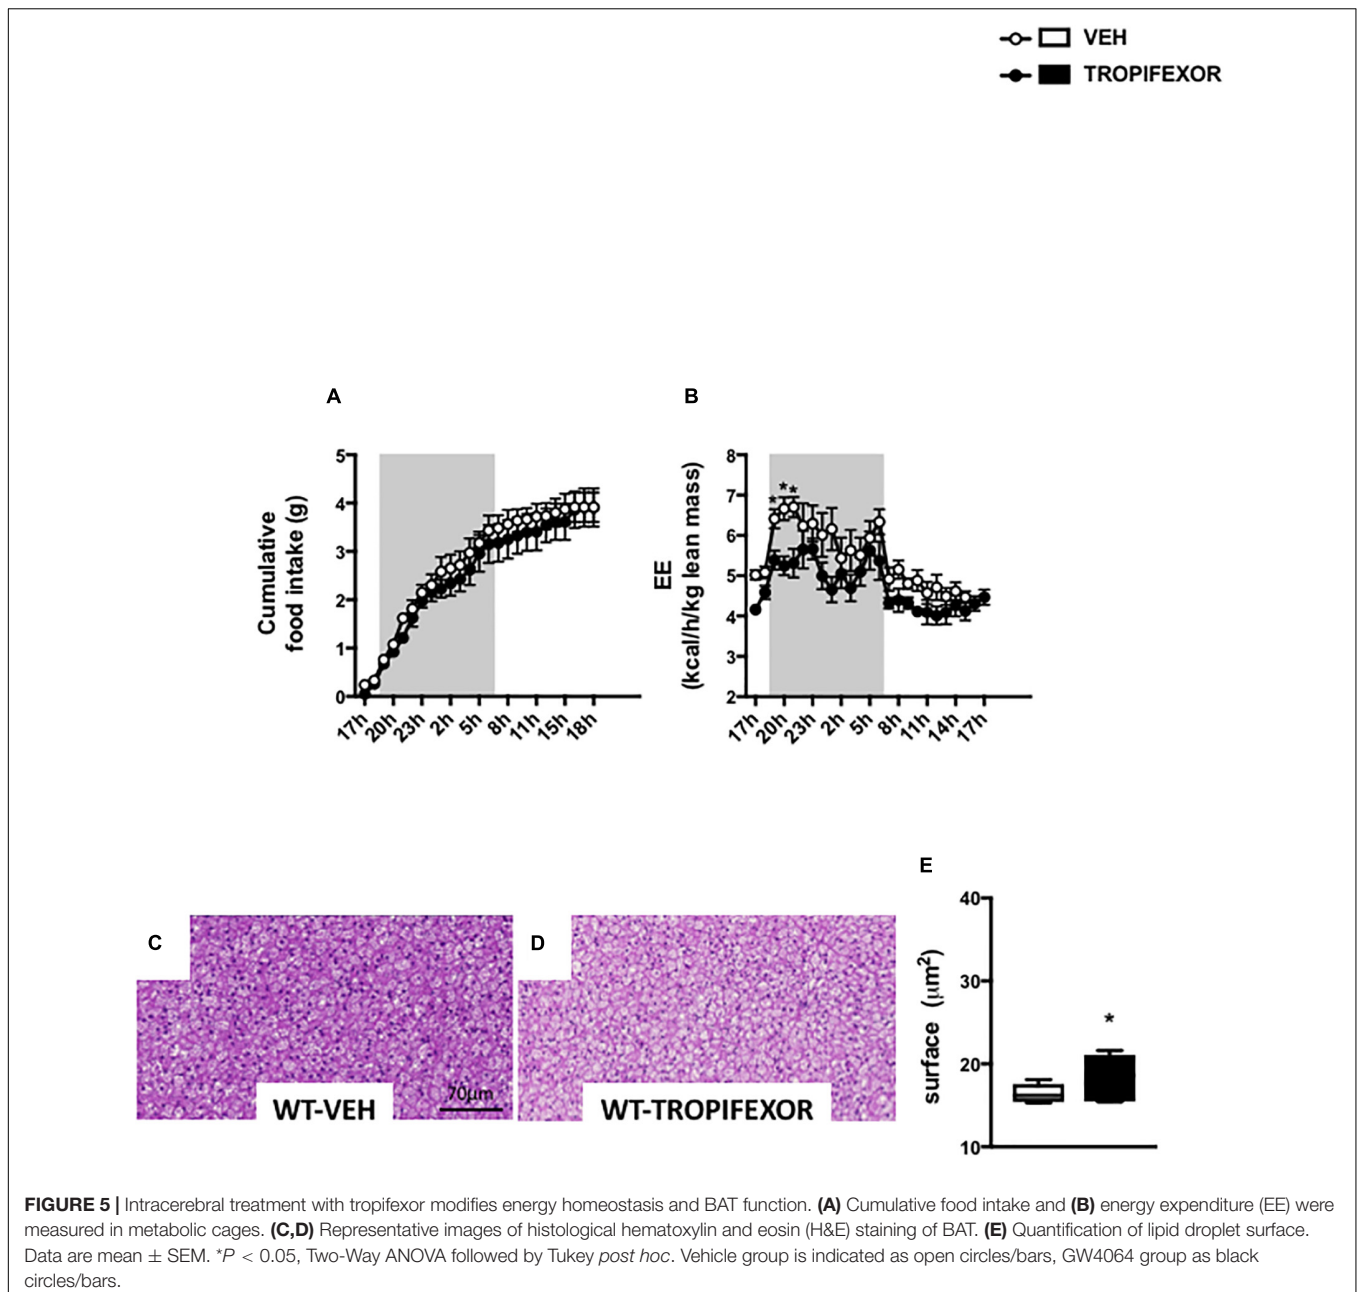 VEH
TROPIFEXOR
A
B
Cumulative
food intake (g)
5
4
3
2
1
0
17h
20h
23h
2h
5h
8h
11h
15h
18h
EE
(kcal/h/kg lean mass)
8
7
6
5
4
3
2
* * *
17h
20h
23h
2h
5h
8h
11h
14h
17h
C
WT-VEH
70µm
D
WT-TROPIFEXOR
E
surface (µm²)
40
30
20
10
*
FIGURE 5 | Intracerebral treatment with tropifexor modifies energy homeostasis and BAT function. (A) Cumulative food intake and (B) energy expenditure (EE) were
measured in metabolic cages. (C,D) Representative images of histological hematoxylin and eosin (H&E) staining of BAT. (E) Quantification of lipid droplet surface.
Data are mean ± SEM. *P < 0.05, Two-Way ANOVA followed by Tukey post hoc. Vehicle group is indicated as open circles/bars, GW4064 group as black
circles/bars.